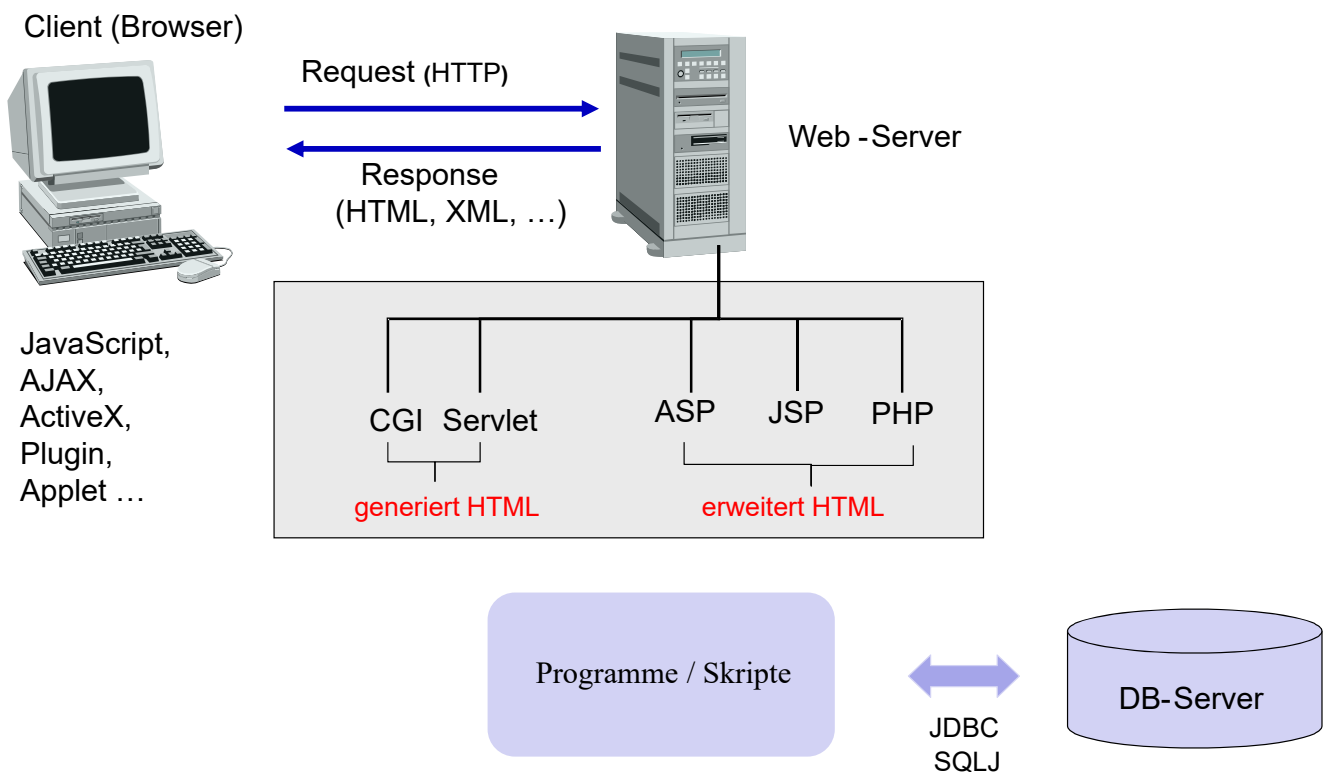 Client (Browser)
Request (HTTP)
Web -Server
Response
(HTML, XML, …)
JavaScript,
AJAX,
ActiveX,
Plugin,
Applet …
CGI Servlet
ASP JSP PHP
generiert HTML
erweitert HTML
Programme / Skripte
DB-Server
JDBC
SQLJ